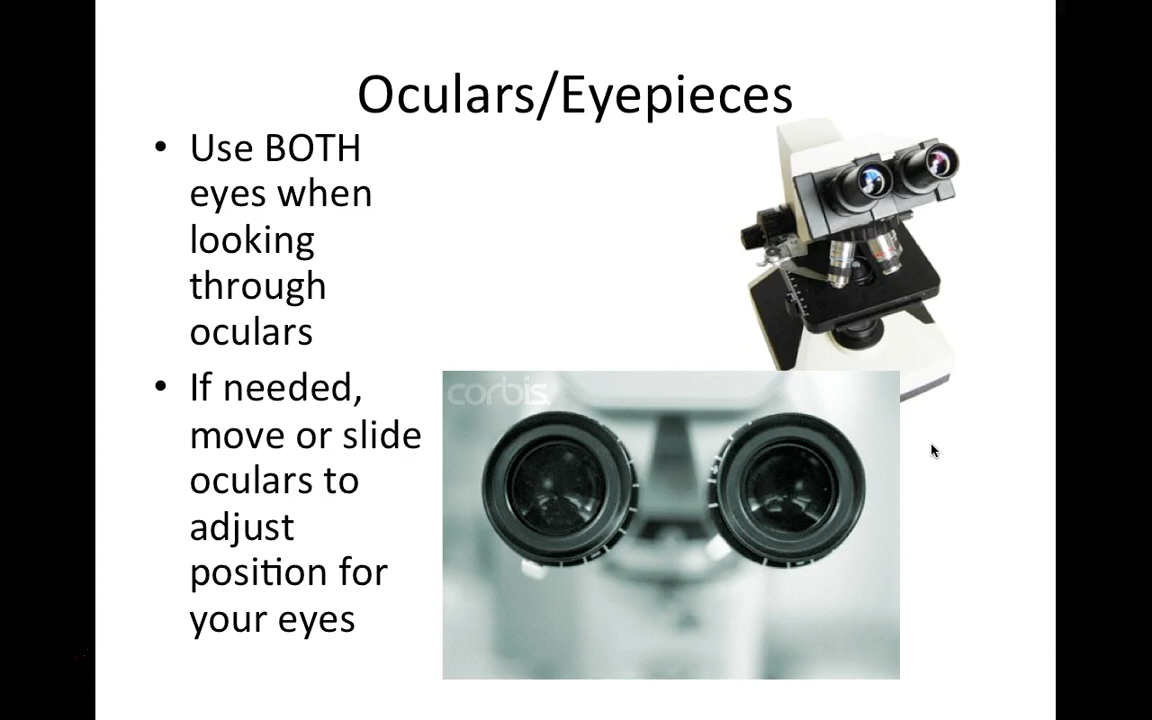 Oculars/Eyepieces
• Use BOTH
eyes when
looking
through
oculars
• If needed,
move or slide
oculars to
adjust
position for
your eyes
corbis.